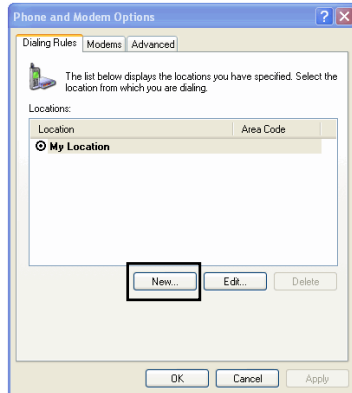 Phone and Modem Options
Dialing Rules Modems Advanced
The list below displays the locations you have specified. Select the
location from which you are dialing.
Locations:
Location Area Code
My Location
New... Edit... Delete
OK Cancel Apply